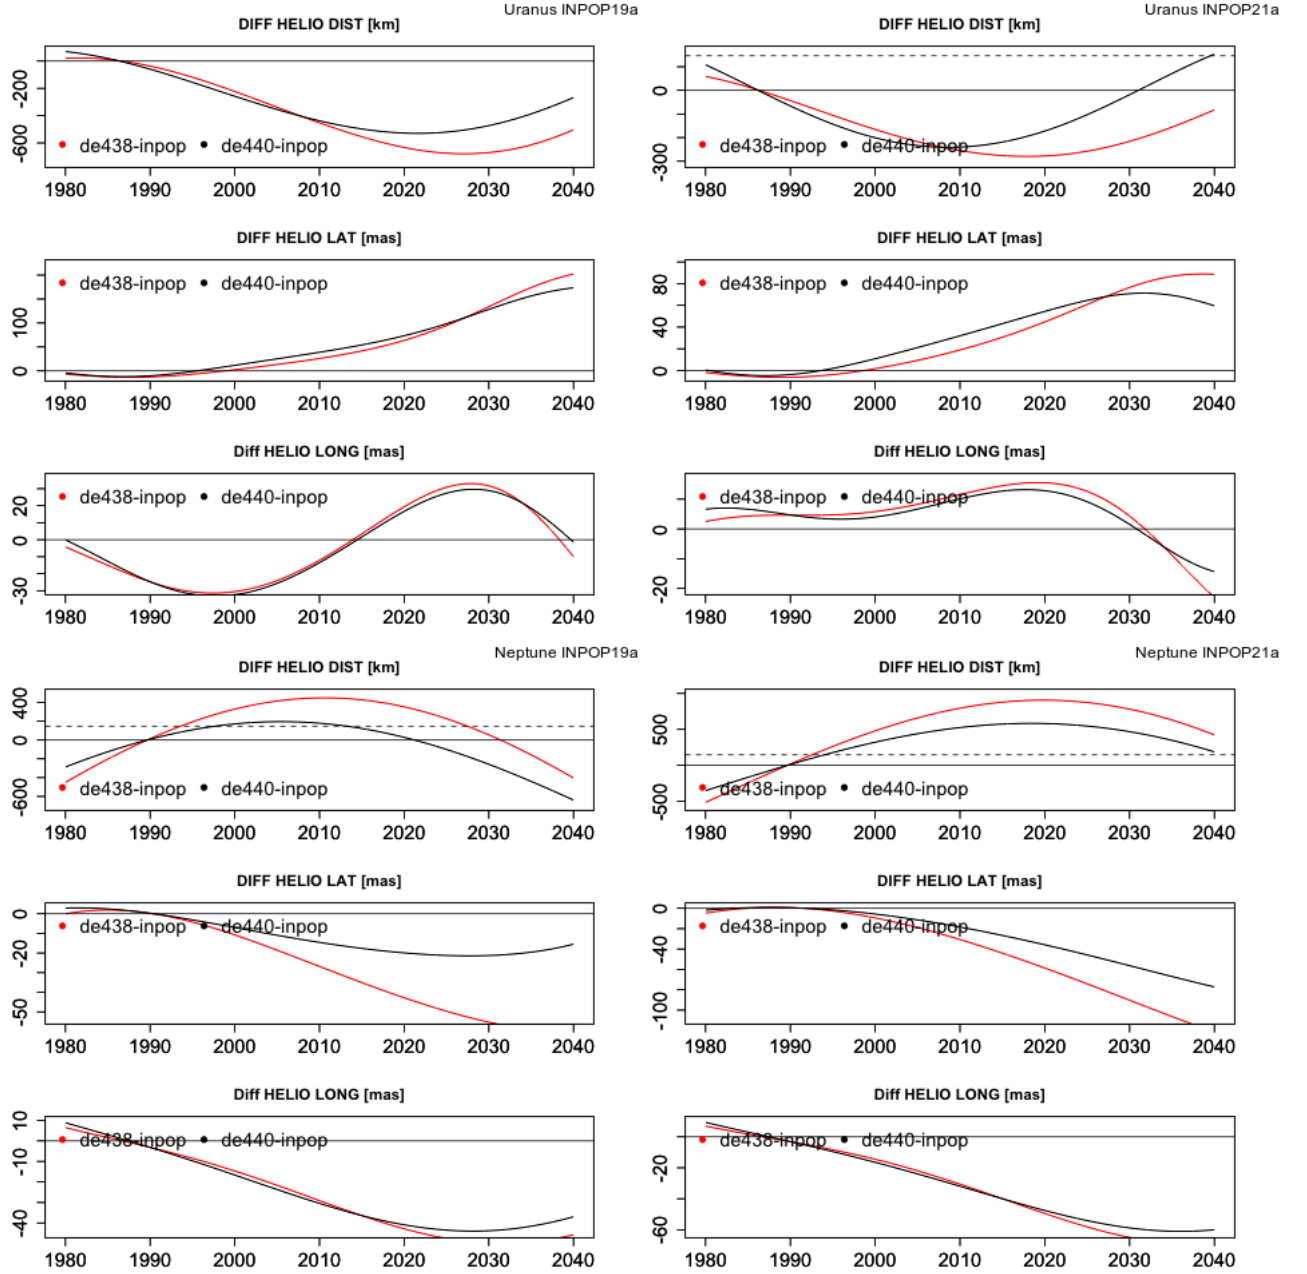 Uranus INPOP19a
DIFF HELIO DIST [km]
-200
-600
de438-inpop de440-inpop
1980 1990 2000 2010 2020 2030 2040
DIFF HELIO LAT [mas]
100
0
de438-inpop de440-inpop
1980 1990 2000 2010 2020 2030 2040
Diff HELIO LONG [mas]
20
0
-30
de438-inpop de440-inpop
1980 1990 2000 2010 2020 2030 2040
Uranus INPOP21a
DIFF HELIO DIST [km]
0
-300
de438-inpop de440-inpop
1980 1990 2000 2010 2020 2030 2040
DIFF HELIO LAT [mas]
80
40
0
de438-inpop de440-inpop
1980 1990 2000 2010 2020 2030 2040
Diff HELIO LONG [mas]
0
-20
de438-inpop de440-inpop
1980 1990 2000 2010 2020 2030 2040
Neptune INPOP19a
DIFF HELIO DIST [km]
400
0
-600
de438-inpop de440-inpop
1980 1990 2000 2010 2020 2030 2040
DIFF HELIO LAT [mas]
0
-20
-50
de438-inpop de440-inpop
1980 1990 2000 2010 2020 2030 2040
Diff HELIO LONG [mas]
10
-10
-40
de438-inpop de440-inpop
1980 1990 2000 2010 2020 2030 2040
Neptune INPOP21a
DIFF HELIO DIST [km]
500
-500
de438-inpop de440-inpop
1980 1990 2000 2010 2020 2030 2040
DIFF HELIO LAT [mas]
0
-40
-100
de438-inpop de440-inpop
1980 1990 2000 2010 2020 2030 2040
Diff HELIO LONG [mas]
-20
-60
de438-inpop de440-inpop
1980 1990 2000 2010 2020 2030 2040